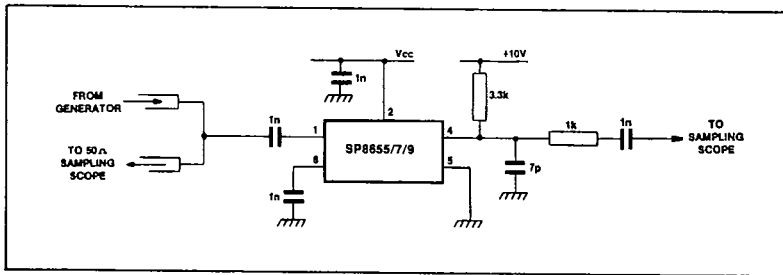 Vcc
+10V
1n
3.3k
FROM
GENERATOR
2
TO
SAMPLING
SCOPE
1n
1k
1n
1
4
SP8655/7/9
TO 50Ω
SAMPLING
SCOPE
6
5
7p
1n